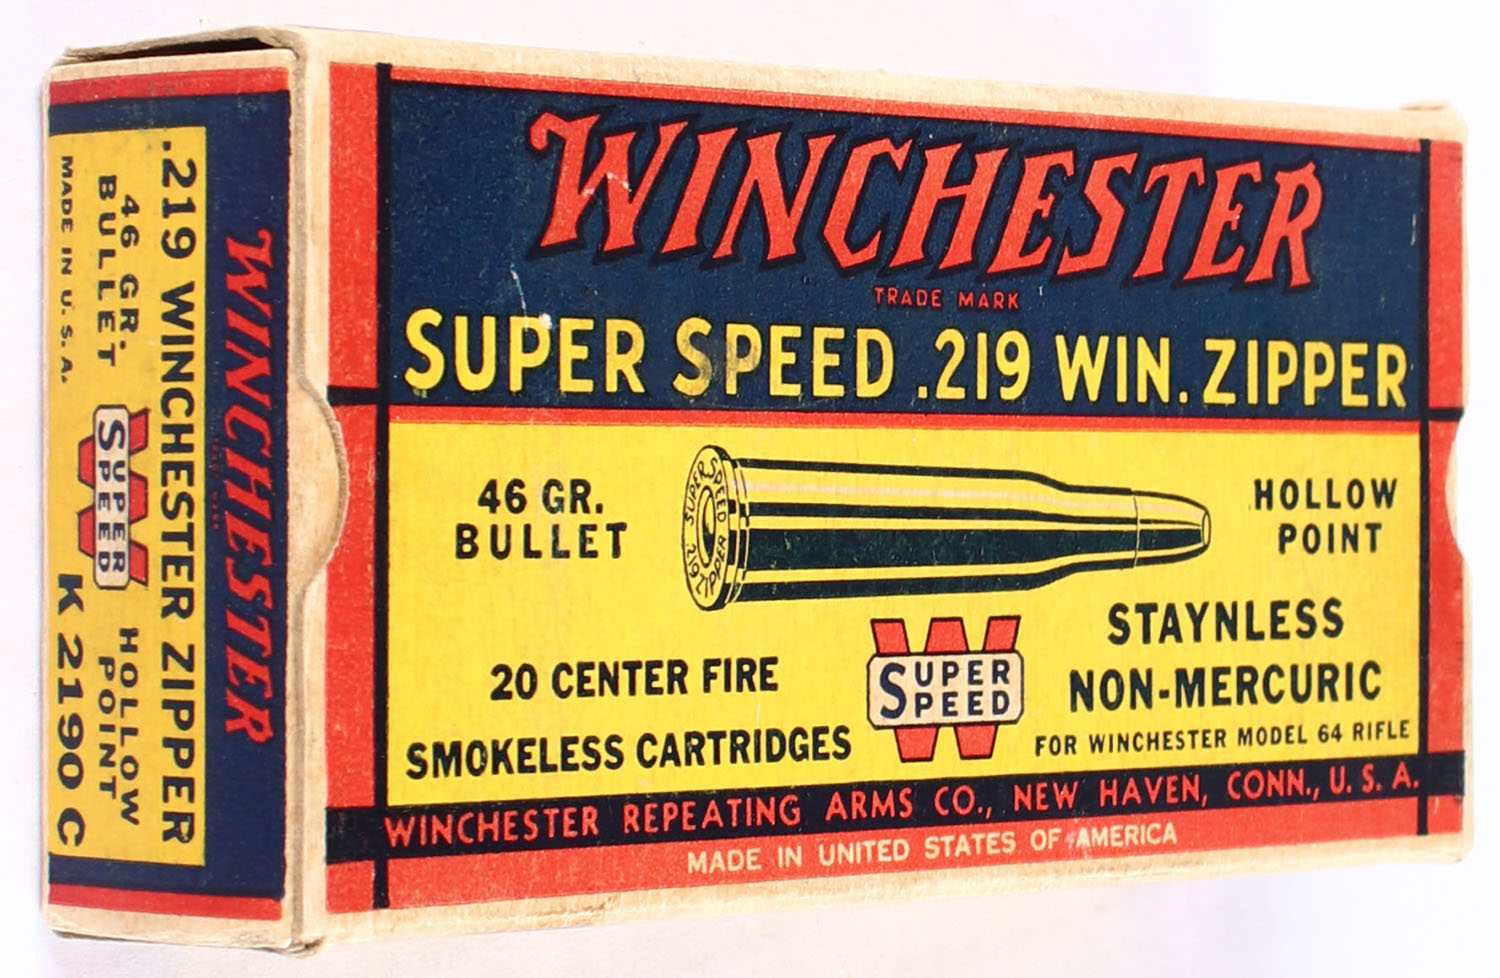 WINCHESTER
TRADE MARK
SUPER SPEED .219 WIN. ZIPPER
46 GR.
BULLET
SUPER SPEED
.219 ZIPPER
HOLLOW
POINT
20 CENTER FIRE
SMOKELESS CARTRIDGES
W
SUPER
SPEED
STAYNLESS
NON-MERCURIC
FOR WINCHESTER MODEL 64 RIFLE
WINCHESTER REPEATING ARMS CO., NEW HAVEN, CONN., U. S. A.
MADE IN UNITED STATES OF AMERICA
WINCHESTER
.219 WINCHESTER ZIPPER
46 GR.
BULLET
MADE IN U. S. A.
W
SUPER
SPEED
HOLLOW
POINT
K 2190 C